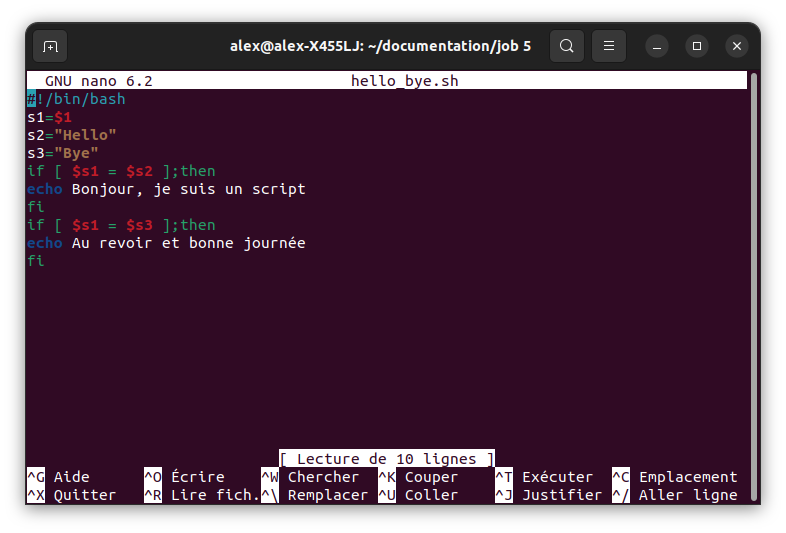 alex@alex-X455LJ: ~/documentation/job 5
GNU nano 6.2 hello_bye.sh
#!/bin/bash
s1=$1
s2="Hello"
s3="Bye"
if [ $s1 = $s2 ];then
echo Bonjour, je suis un script
fi
if [ $s1 = $s3 ];then
echo Au revoir et bonne journée
fi
[ Lecture de 10 lignes ]
^G Aide ^O Écrire ^W Chercher ^K Couper ^T Exécuter ^C Emplacement
^X Quitter ^R Lire fich. ^\ Remplacer ^U Coller ^J Justifier ^/ Aller ligne